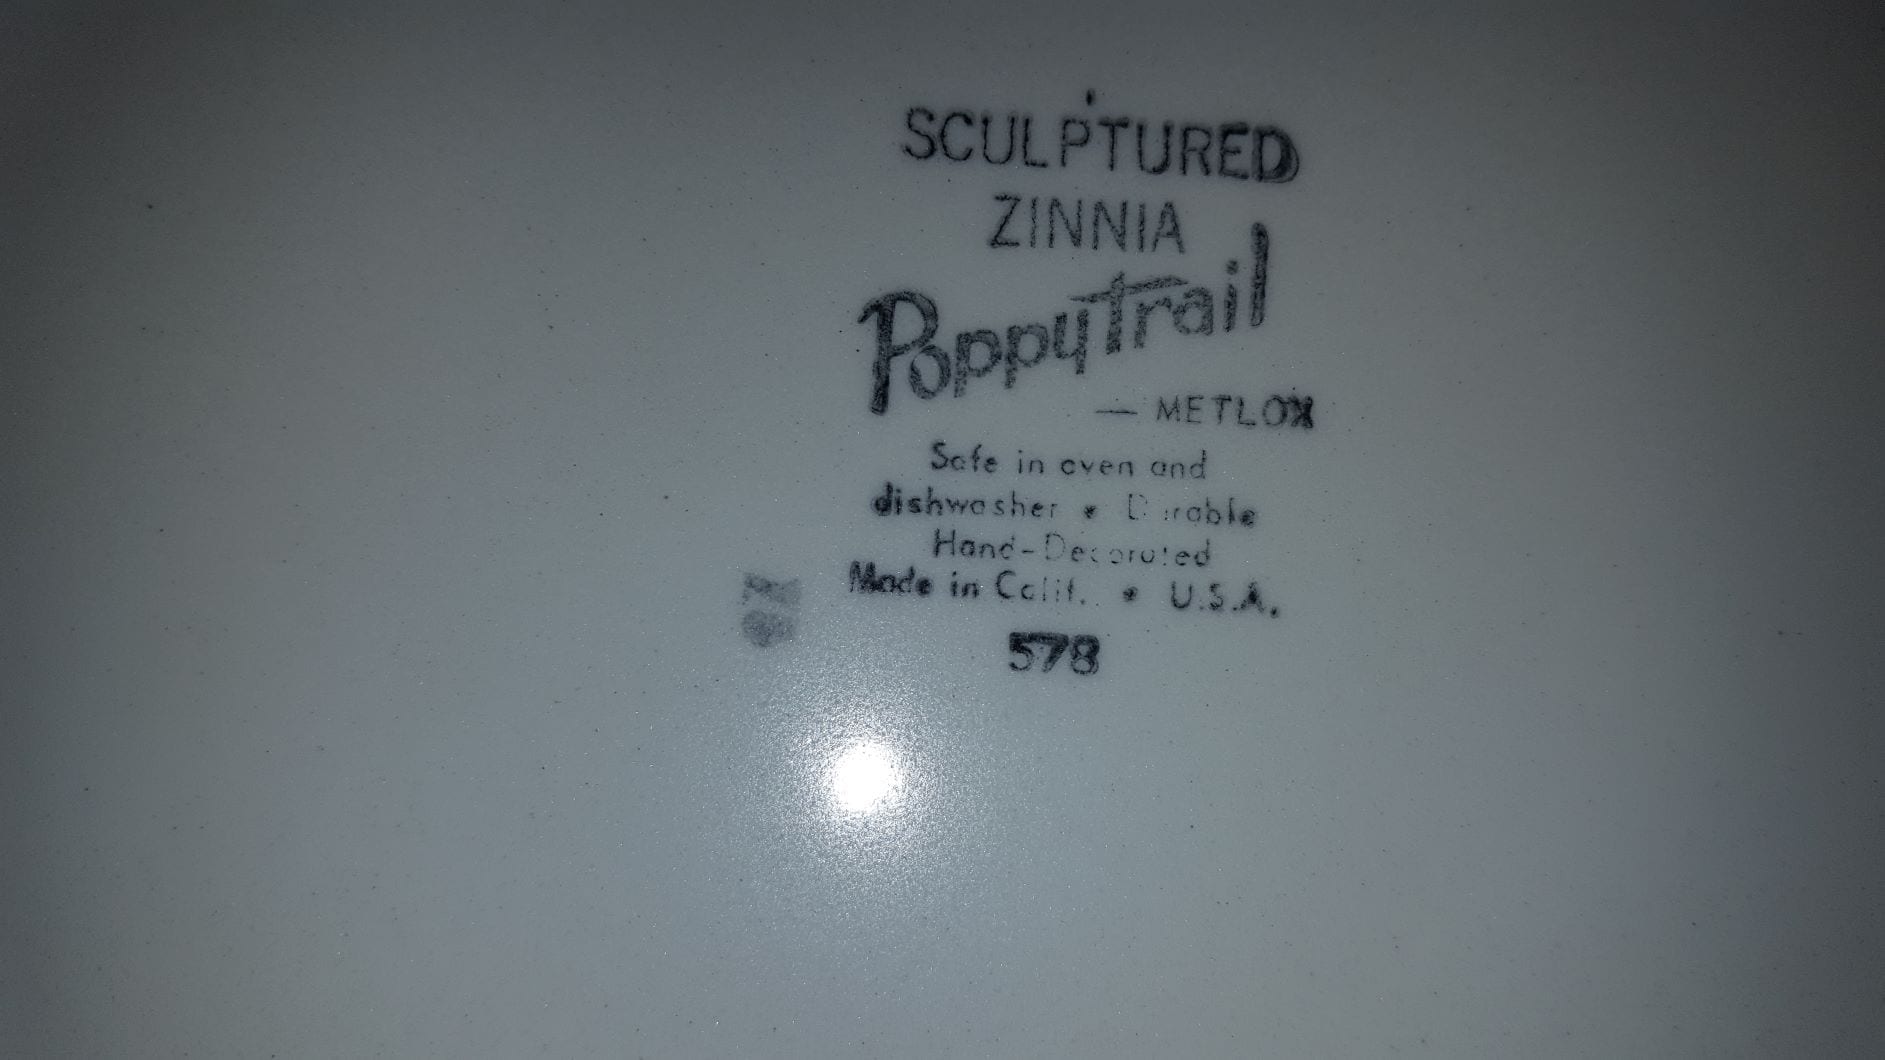 SCULPTURED
ZINNIA
Poppytrail
— METLOX
Safe in oven and
dishwasher • Durable
Hand-Decorated
Made in Calif. • U.S.A.
578